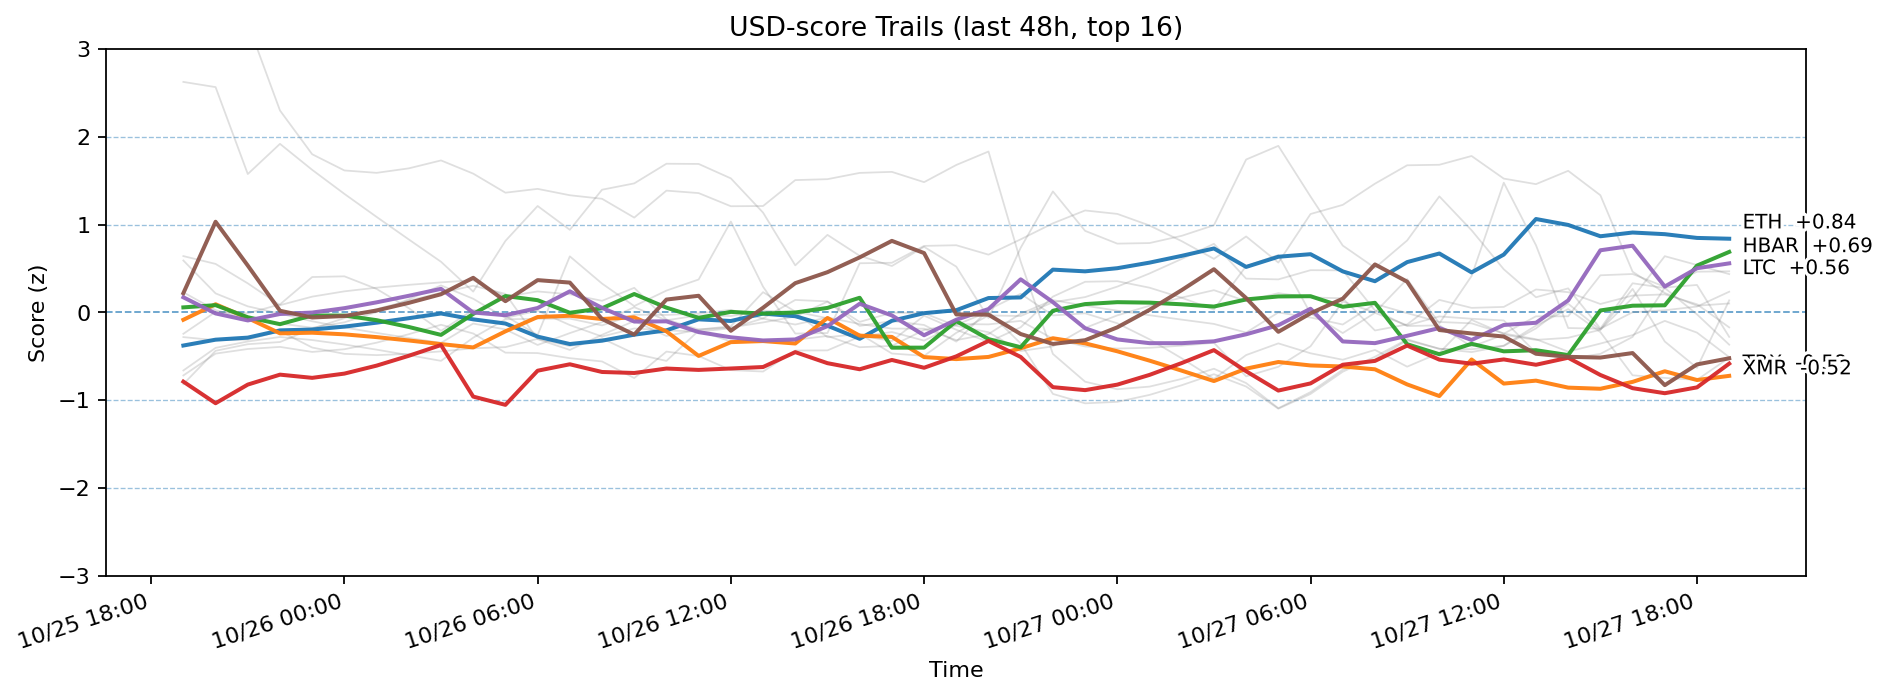 USD-score Trails (last 48h, top 16)
Score (z)
3
2
1
0
−1
−2
−3
ETH +0.84
HBAR +0.69
LTC +0.56
XMR -0.52
10/25 18:00
10/26 00:00
10/26 06:00
10/26 12:00
10/26 18:00
10/27 00:00
10/27 06:00
10/27 12:00
10/27 18:00
Time